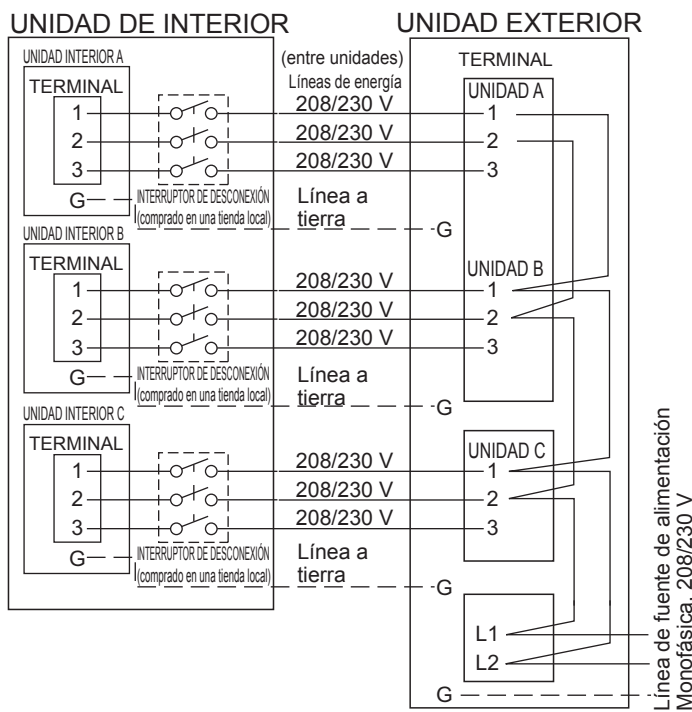 UNIDAD DE INTERIOR
UNIDAD EXTERIOR
UNIDAD INTERIOR A
TERMINAL
1
2
3
G
INTERRUPTOR DE DESCONEXIÓN
(comprado en una tienda local)
(entre unidades)
Líneas de energía
208/230 V
208/230 V
208/230 V
Línea a
tierra
TERMINAL
UNIDAD A
1
2
3
G
UNIDAD INTERIOR B
TERMINAL
1
2
3
G
INTERRUPTOR DE DESCONEXIÓN
(comprado en una tienda local)
208/230 V
208/230 V
208/230 V
Línea a
tierra
UNIDAD B
1
2
3
G
UNIDAD INTERIOR C
TERMINAL
1
2
3
G
INTERRUPTOR DE DESCONEXIÓN
(comprado en una tienda local)
208/230 V
208/230 V
208/230 V
Línea a
tierra
UNIDAD C
1
2
3
G
L1
L2
G
Línea de fuente de alimentación
Monofásica, 208/230 V